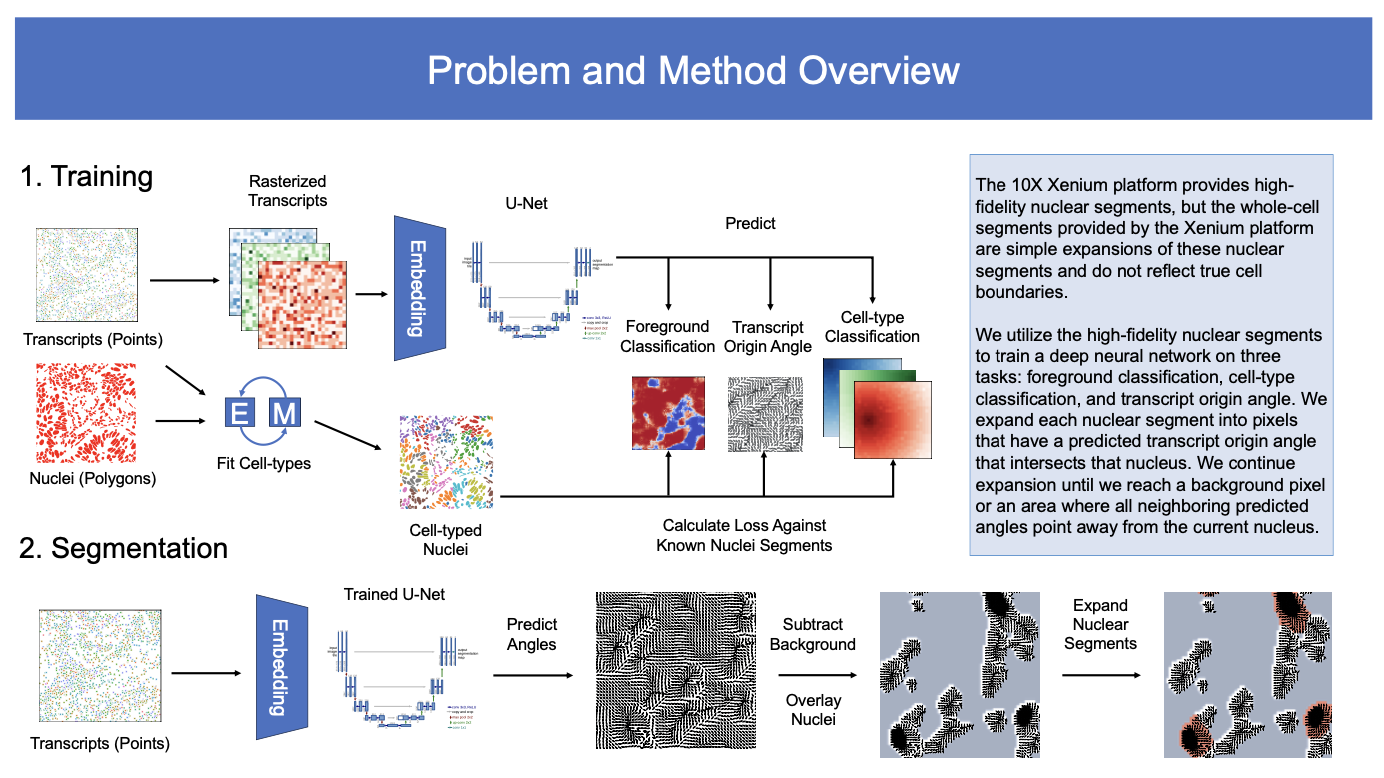 Problem and Method Overview
1. Training
Rasterized
Transcripts
Transcripts (Points)
Nuclei (Polygons)
E M
Fit Cell-types
Embedding
U-Net
Predict
Foreground
Classification
Transcript
Origin Angle
Cell-type
Classification
Cell-typed
Nuclei
Calculate Loss Against
Known Nuclei Segments
The 10X Xenium platform provides high-
fidelity nuclear segments, but the whole-cell
segments provided by the Xenium platform
are simple expansions of these nuclear
segments and do not reflect true cell
boundaries.
We utilize the high-fidelity nuclear segments
to train a deep neural network on three
tasks: foreground classification, cell-type
classification, and transcript origin angle. We
expand each nuclear segment into pixels
that have a predicted transcript origin angle
that intersects that nucleus. We continue
expansion until we reach a background pixel
or an area where all neighboring predicted
angles point away from the current nucleus.
2. Segmentation
Transcripts (Points)
Embedding
Trained U-Net
Predict
Angles
Subtract
Background
Overlay
Nuclei
Expand
Nuclear
Segments